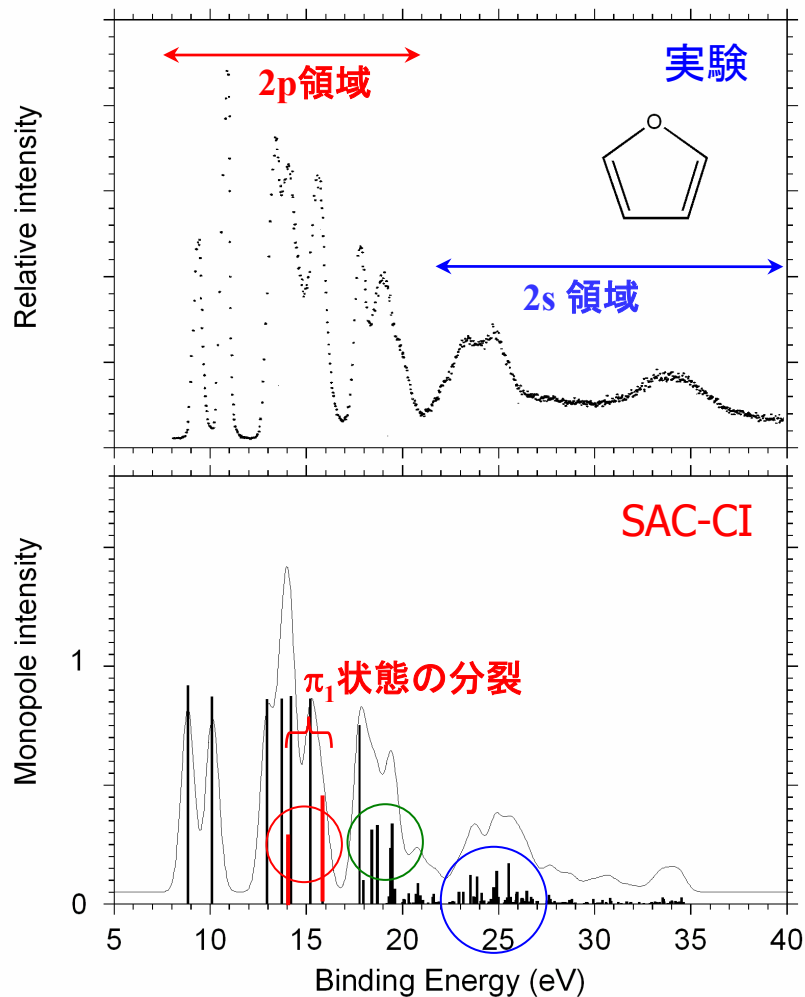 2p領域
実験
O
2s 領域
Relative intensity
SAC-CI
π1状態の分裂
Monopole intensity
1
0
5 10 15 20 25 30 35 40
Binding Energy (eV)